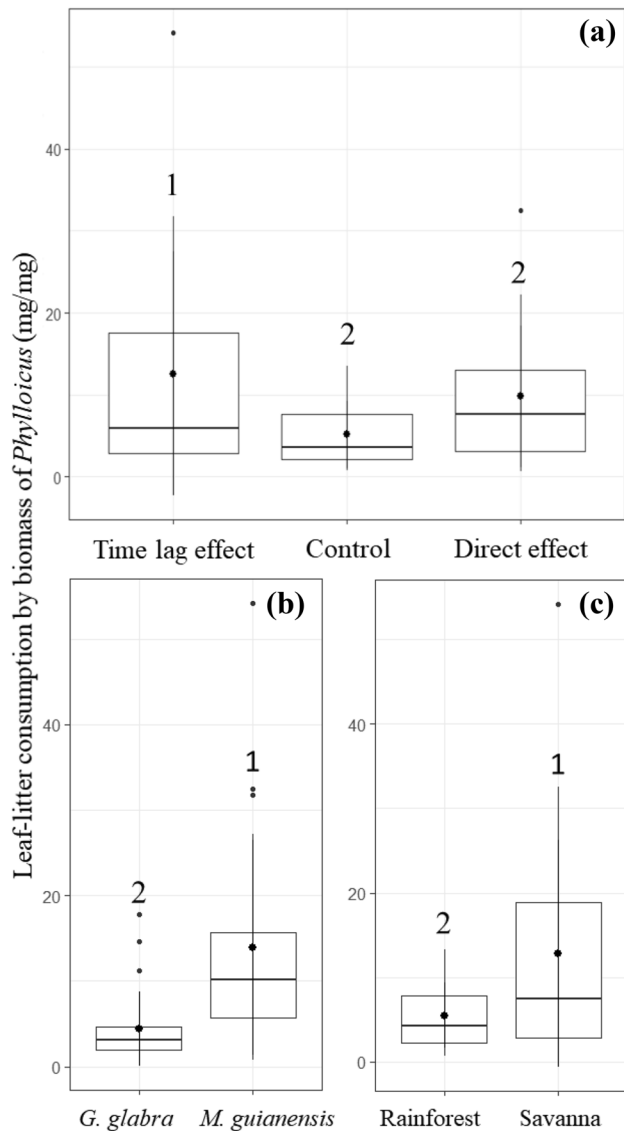 (a)
40
20
0
1
2
2
Time lag effect Control Direct effect
Leaf-litter consumption by biomass of Phylloicus (mg/mg)
(b)
40
20
0
2
1
G. glabra M. guianensis
(c)
40
20
0
2
1
Rainforest Savanna